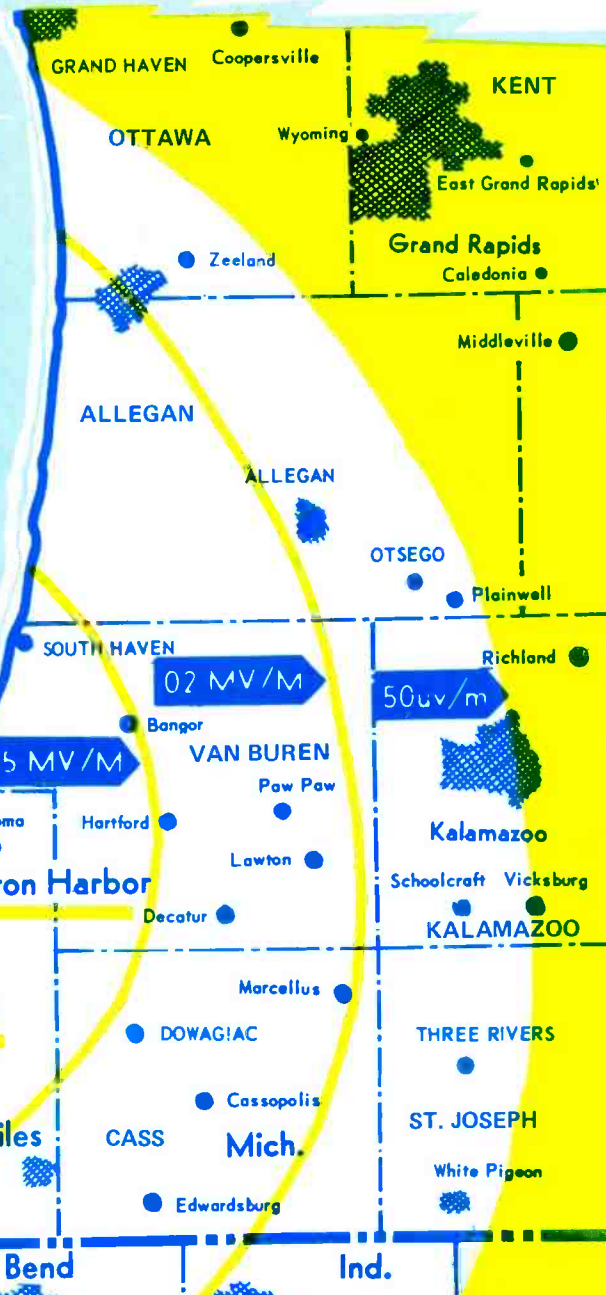 GRAND HAVEN
Coopersville
KENT
OTTAWA
Wyoming
East Grand Rapids
Grand Rapids
Zeeland
Caledonia
Middleville
ALLEGAN
ALLEGAN
OTSEGO
Plainwell
SOUTH HAVEN
Richland
02 MV/M
50uv/m
Bangor
VAN BUREN
5 MV/M
Paw Paw
oma
Hartford
Kalamazoo
Lawton
ron Harbor
Schoolcraft
Vicksburg
Decatur
KALAMAZOO
Marcellus
DOWAGIAC
THREE RIVERS
Cassopolis
iles
CASS
Mich.
ST. JOSEPH
White Pigeon
Edwardsburg
Bend
Ind.